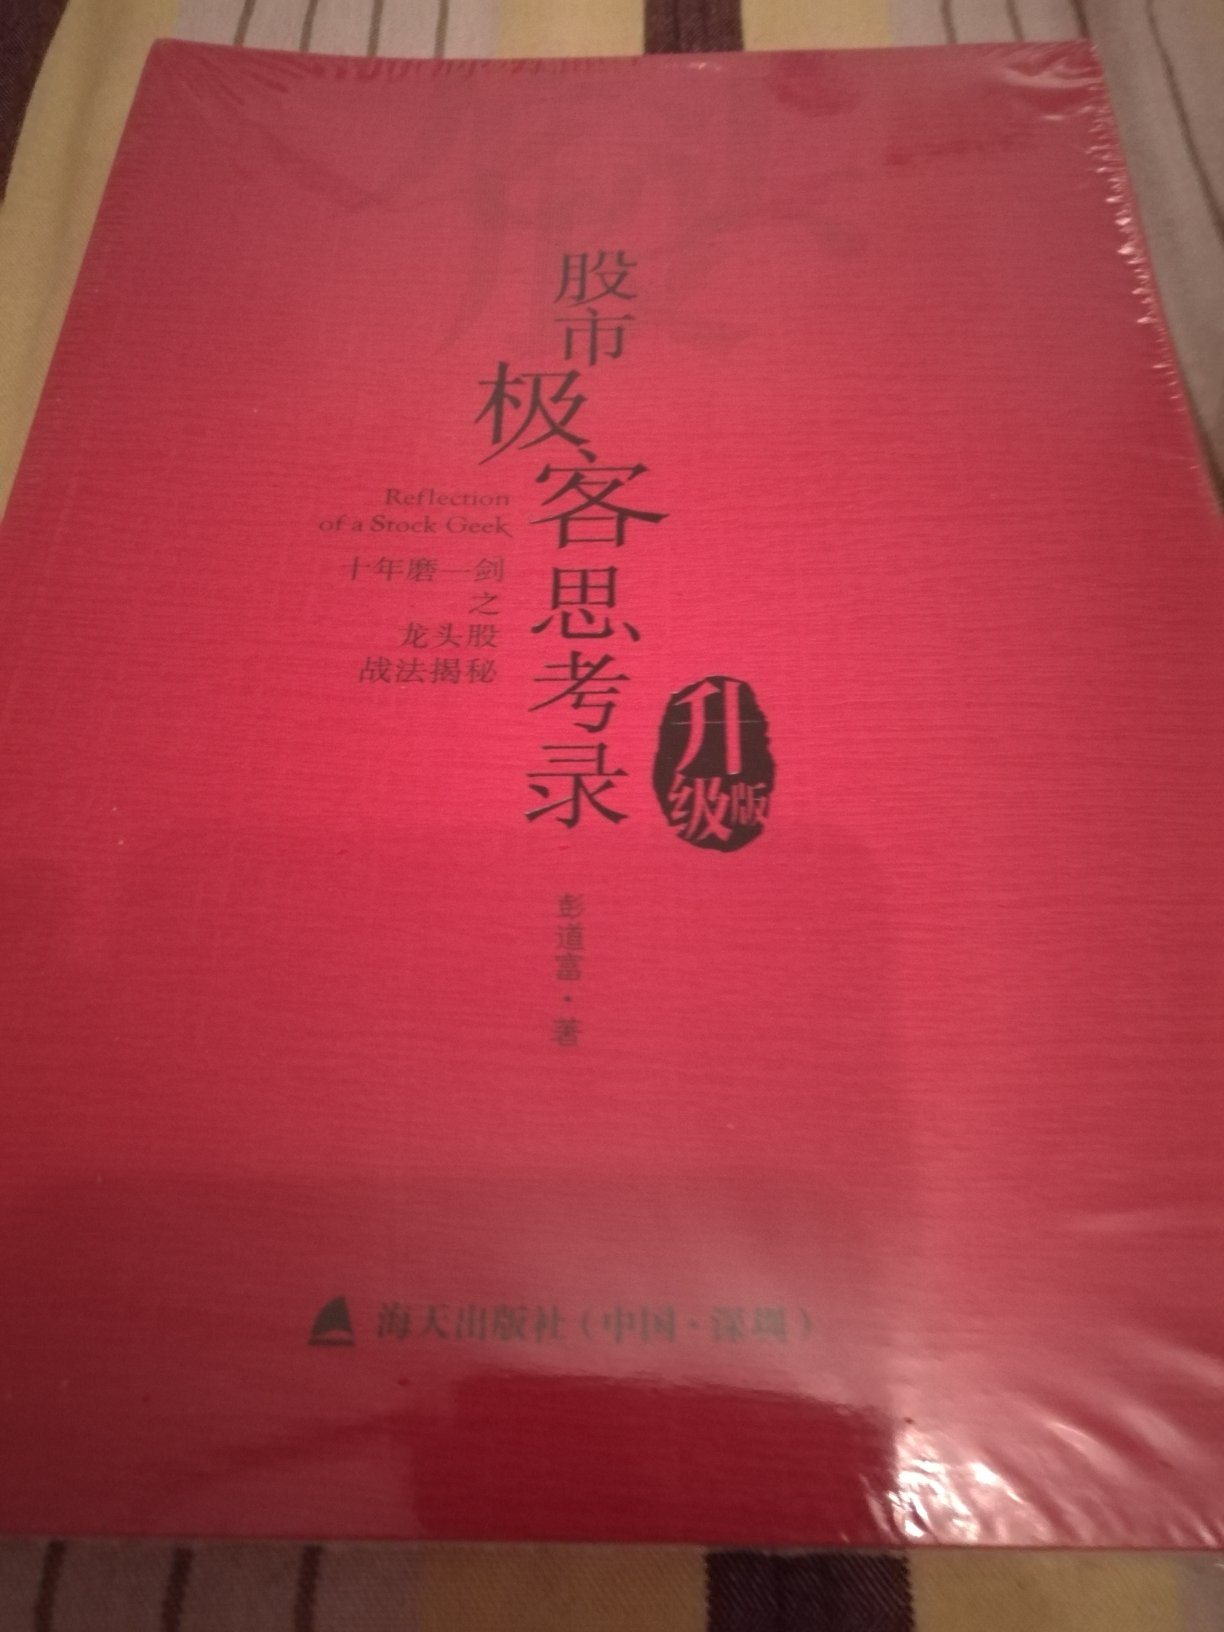 股市极客思考录
Reflection
of a Stock Geek
十年磨一剑
之
龙头股
战法揭秘
升级版
彭道富·著
海天出版社(中国·深圳)